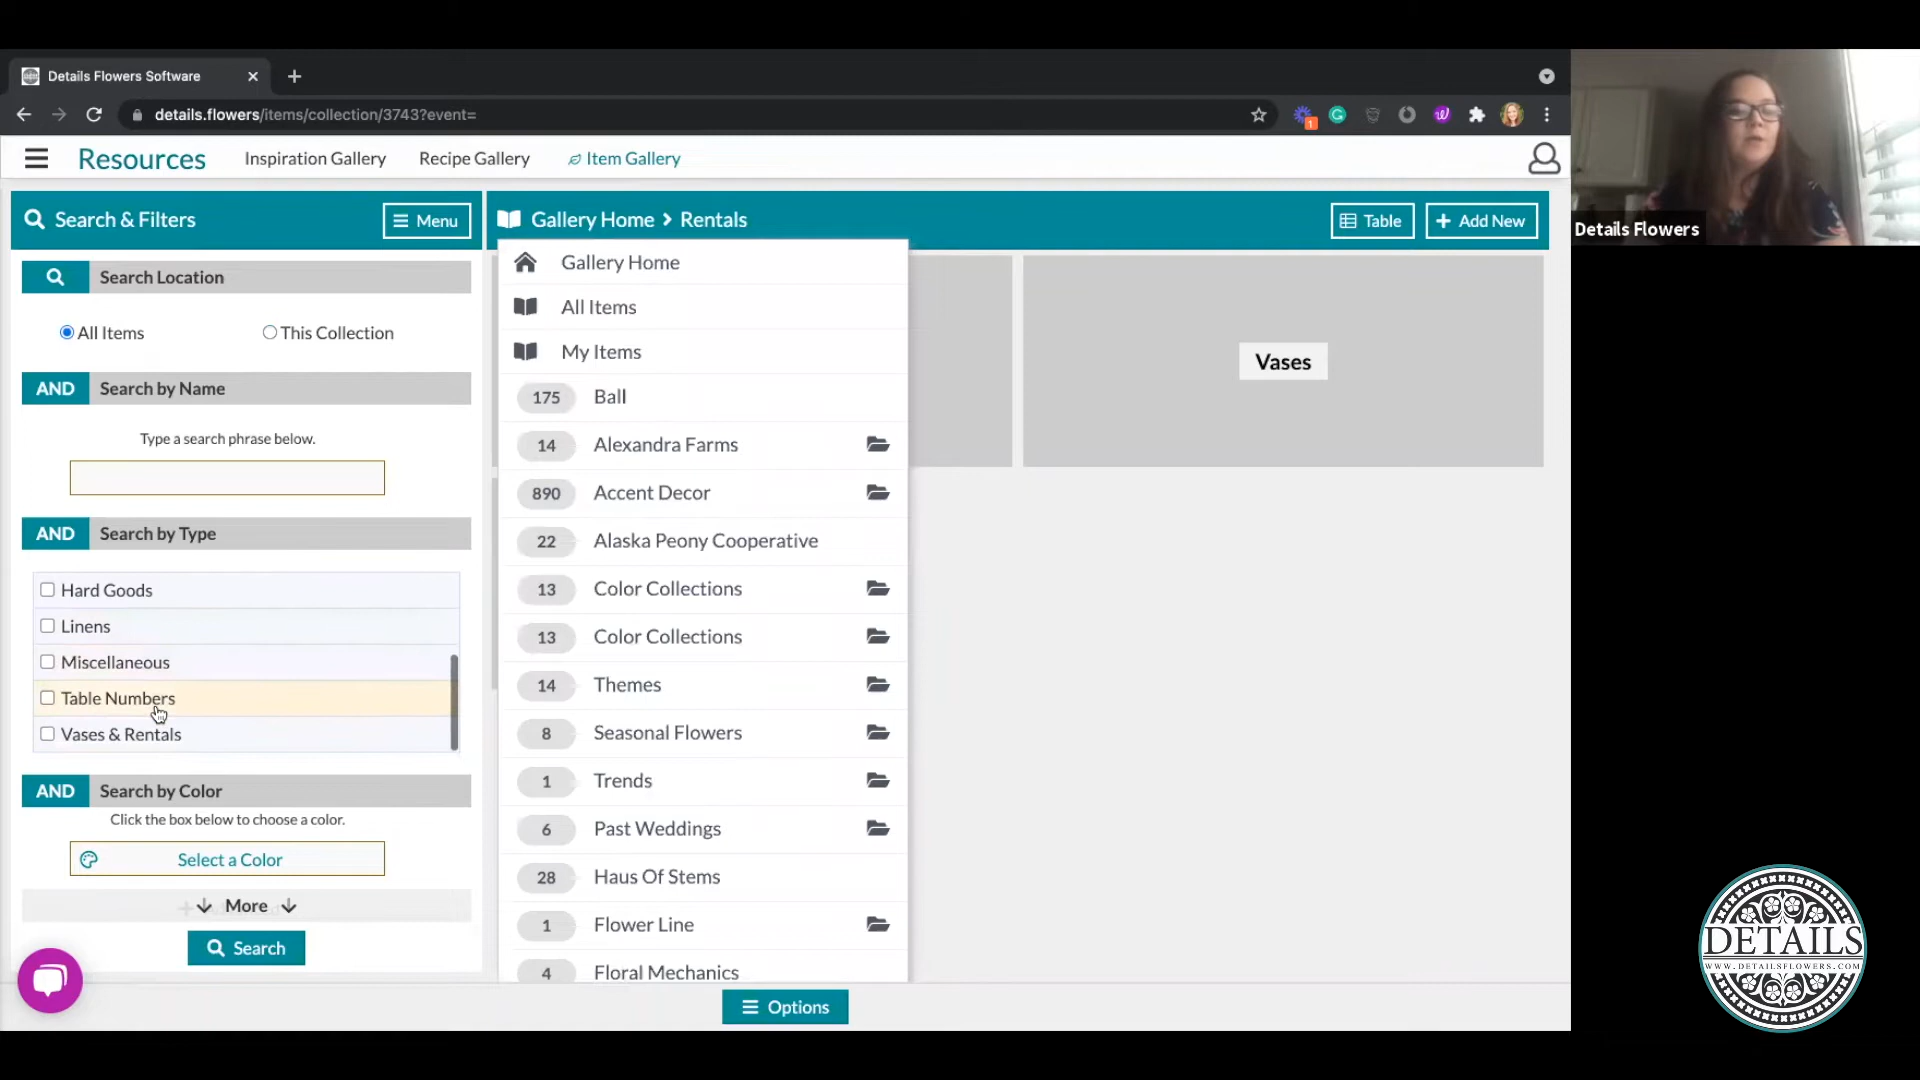 Details Flowers Software
details.flowers/items/collection/3743?event=
1
Resources
Inspiration Gallery
Recipe Gallery
Item Gallery
Details Flowers
Search & Filters
Menu
Gallery Home > Rentals
Table
+ Add New
Search Location
All Items
This Collection
AND Search by Name
Type a search phrase below.
AND Search by Type
Hard Goods
Linens
Miscellaneous
Table Numbers
Vases & Rentals
AND Search by Color
Click the box below to choose a color.
Select a Color
↓ More ↓
Search
Gallery Home
All Items
My Items
175 Ball
14 Alexandra Farms
890 Accent Decor
22 Alaska Peony Cooperative
13 Color Collections
13 Color Collections
14 Themes
8 Seasonal Flowers
1 Trends
6 Past Weddings
28 Haus Of Stems
1 Flower Line
4 Floral Mechanics
Vases
Options
DETAILS
WWW.DETAILSFLOWERS.COM